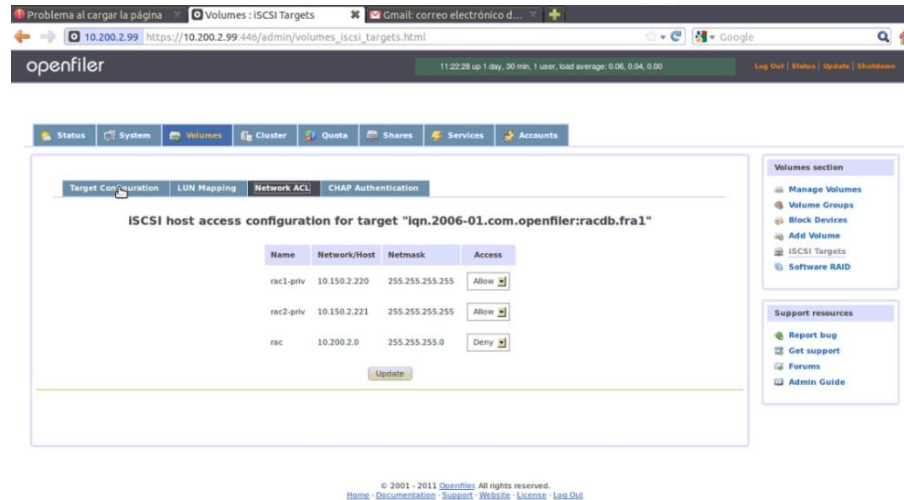 Problema al cargar la página
Volumes : iSCSI Targets
Gmail: correo electrónico d...
10.200.2.99 https://10.200.2.99:446/admin/volumes_iscsi_targets.html
Google
openfiler
11:22:28 up 1 day, 30 min, 1 user, load average: 0.06, 0.04, 0.00
Log Out | Status | Update | Shutdown
Status System Volumes Cluster Quota Shares Services Accounts
Target Configuration LUN Mapping Network ACL CHAP Authentication
iSCSI host access configuration for target "iqn.2006-01.com.openfiler:racdb.fra1"
Name Network/Host Netmask Access
rac1-priv 10.150.2.220 255.255.255.255 Allow
rac2-priv 10.150.2.221 255.255.255.255 Allow
rac 10.200.2.0 255.255.255.0 Deny
Update
Volumes section
Manage Volumes
Volume Groups
Block Devices
Add Volume
iSCSI Targets
Software RAID
Support resources
Report bug
Get support
Forums
Admin Guide
© 2001 - 2011 Openfiler. All rights reserved.
Home · Documentation · Support · Website · License · Log Out